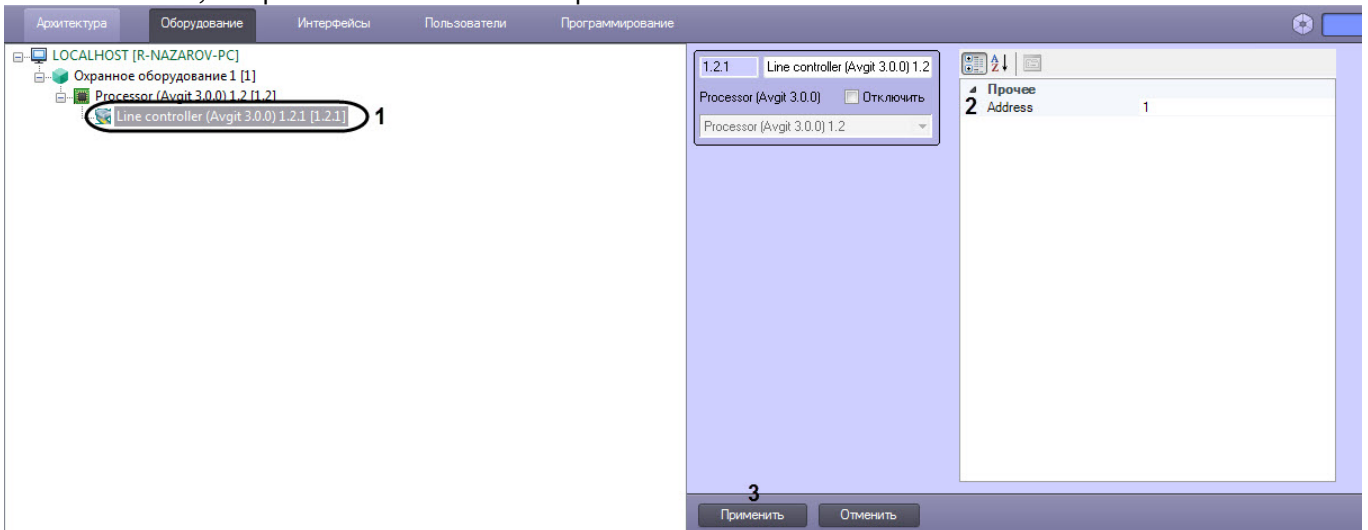 Архитектура Оборудование Интерфейсы Пользователи Программирование
LOCALHOST [R-NAZAROV-PC]
Охранное оборудование 1 [1]
Processor (Avgit 3.0.0) 1.2 [1.2]
Line controller (Avgit 3.0.0) 1.2.1 [1.2.1] 1
1.2.1 Line controller (Avgit 3.0.0) 1.2
Processor (Avgit 3.0.0) Отключить
Processor (Avgit 3.0.0) 1.2
Прочее
2 Address 1
3
Применить Отменить